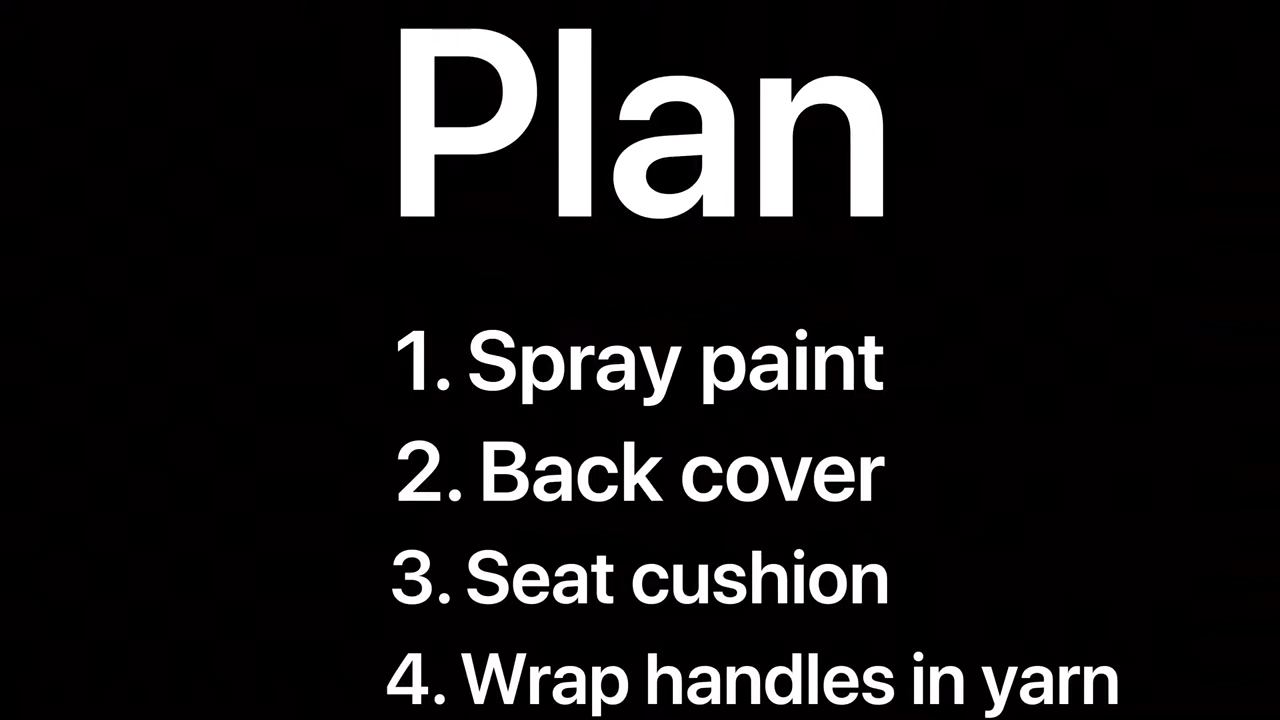 Plan
1. Spray paint
2. Back cover
3. Seat cushion
4. Wrap handles in yarn